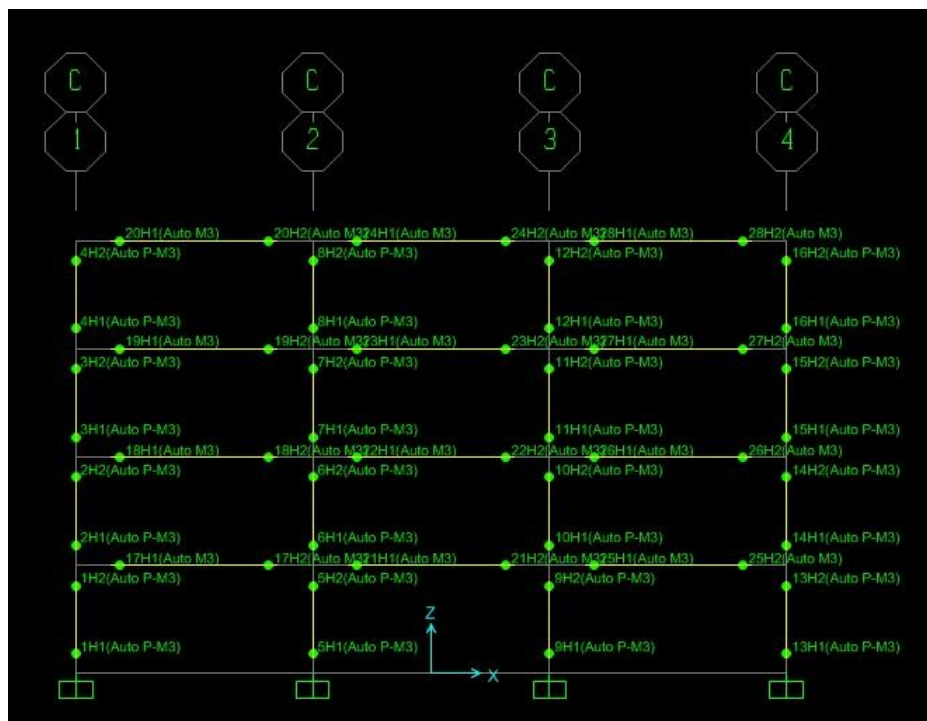 C C C C
1 2 3 4
20H1(Auto M3) 20H2(Auto M3) 24H1(Auto M3) 24H2(Auto M3) 28H1(Auto M3) 28H2(Auto M3)
4H2(Auto P-M3) 8H2(Auto P-M3) 12H2(Auto P-M3) 16H2(Auto P-M3)
4H1(Auto P-M3) 8H1(Auto P-M3) 12H1(Auto P-M3) 16H1(Auto P-M3)
19H1(Auto M3) 19H2(Auto M3) 23H1(Auto M3) 23H2(Auto M3) 27H1(Auto M3) 27H2(Auto M3)
3H2(Auto P-M3) 7H2(Auto P-M3) 11H2(Auto P-M3) 15H2(Auto P-M3)
3H1(Auto P-M3) 7H1(Auto P-M3) 11H1(Auto P-M3) 15H1(Auto P-M3)
18H1(Auto M3) 18H2(Auto M3) 22H1(Auto M3) 22H2(Auto M3) 26H1(Auto M3) 26H2(Auto M3)
2H2(Auto P-M3) 6H2(Auto P-M3) 10H2(Auto P-M3) 14H2(Auto P-M3)
2H1(Auto P-M3) 6H1(Auto P-M3) 10H1(Auto P-M3) 14H1(Auto P-M3)
17H1(Auto M3) 17H2(Auto M3) 21H1(Auto M3) 21H2(Auto M3) 25H1(Auto M3) 25H2(Auto M3)
1H2(Auto P-M3) 5H2(Auto P-M3) 9H2(Auto P-M3) 13H2(Auto P-M3)
Z
1H1(Auto P-M3) 5H1(Auto P-M3) 9H1(Auto P-M3) 13H1(Auto P-M3)
X